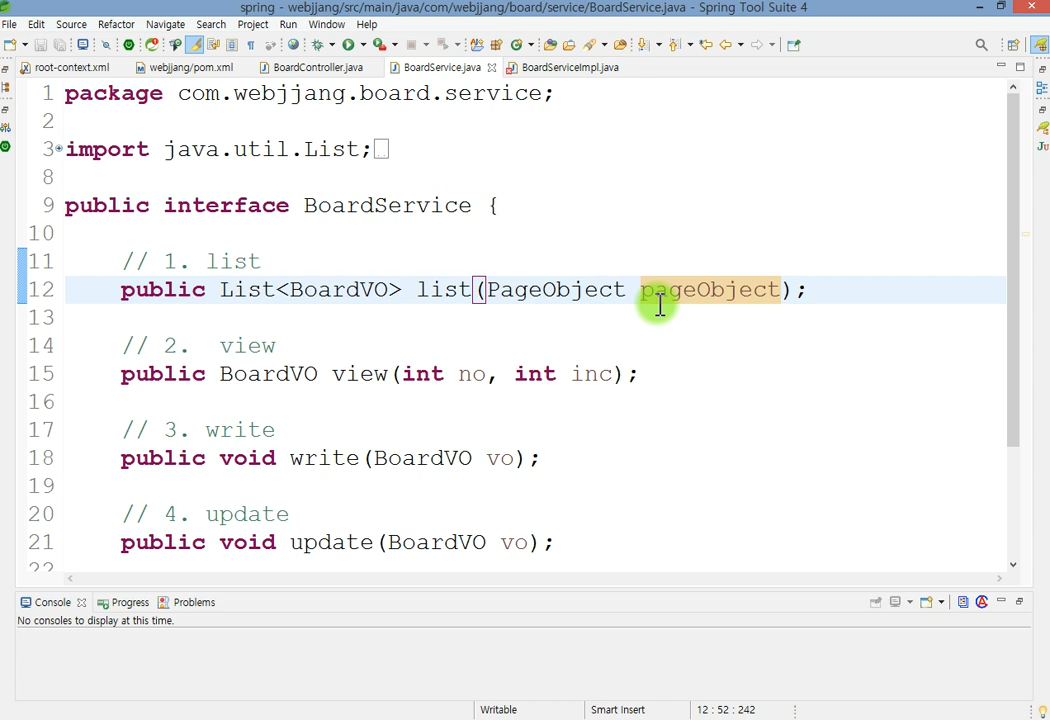 spring - webjjang/src/main/java/com/webjjang/board/service/BoardService.java - Spring Tool Suite 4
File Edit Source Refactor Navigate Search Project Run Window Help
root-context.xml webjjang/pom.xml BoardController.java BoardService.java BoardServiceImpl.java
1 package com.webjjang.board.service;
2
3 import java.util.List;
8
9 public interface BoardService {
10
11 // 1. list
12 public List<BoardVO> list(PageObject pageObject);
13
14 // 2. view
15 public BoardVO view(int no, int inc);
16
17 // 3. write
18 public void write(BoardVO vo);
19
20 // 4. update
21 public void update(BoardVO vo);
22
Console Progress Problems
No consoles to display at this time.
Writable Smart Insert 12 : 52 : 242